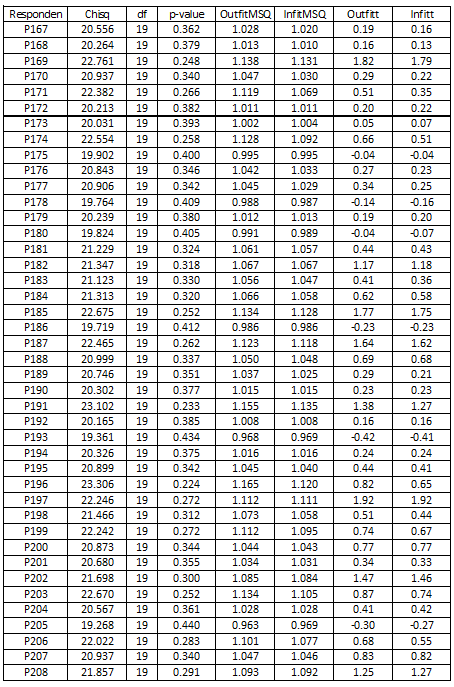 Responden Chisq df p-value OutfitMSQ InfitMSQ Outfitt Infitt
P167 20.556 19 0.362 1.028 1.020 0.19 0.16
P168 20.264 19 0.379 1.013 1.010 0.16 0.13
P169 22.761 19 0.248 1.138 1.131 1.82 1.79
P170 20.937 19 0.340 1.047 1.030 0.29 0.22
P171 22.382 19 0.266 1.119 1.069 0.51 0.35
P172 20.213 19 0.382 1.011 1.011 0.20 0.22
P173 20.031 19 0.393 1.002 1.004 0.05 0.07
P174 22.554 19 0.258 1.128 1.092 0.66 0.51
P175 19.902 19 0.400 0.995 0.995 -0.04 -0.04
P176 20.843 19 0.346 1.042 1.033 0.27 0.23
P177 20.906 19 0.342 1.045 1.029 0.34 0.25
P178 19.764 19 0.409 0.988 0.987 -0.14 -0.16
P179 20.239 19 0.380 1.012 1.013 0.19 0.20
P180 19.824 19 0.405 0.991 0.989 -0.04 -0.07
P181 21.229 19 0.324 1.061 1.057 0.44 0.43
P182 21.347 19 0.318 1.067 1.067 1.17 1.18
P183 21.123 19 0.330 1.056 1.047 0.41 0.36
P184 21.313 19 0.320 1.066 1.058 0.62 0.58
P185 22.675 19 0.252 1.134 1.128 1.77 1.75
P186 19.719 19 0.412 0.986 0.986 -0.23 -0.23
P187 22.465 19 0.262 1.123 1.118 1.64 1.62
P188 20.999 19 0.337 1.050 1.048 0.69 0.68
P189 20.746 19 0.351 1.037 1.025 0.29 0.21
P190 20.302 19 0.377 1.015 1.015 0.23 0.23
P191 23.102 19 0.233 1.155 1.135 1.38 1.27
P192 20.165 19 0.385 1.008 1.008 0.16 0.16
P193 19.361 19 0.434 0.968 0.969 -0.42 -0.41
P194 20.326 19 0.375 1.016 1.016 0.24 0.24
P195 20.899 19 0.342 1.045 1.040 0.44 0.41
P196 23.306 19 0.224 1.165 1.120 0.82 0.65
P197 22.246 19 0.272 1.112 1.111 1.92 1.92
P198 21.466 19 0.312 1.073 1.058 0.51 0.44
P199 22.242 19 0.272 1.112 1.095 0.74 0.67
P200 20.873 19 0.344 1.044 1.043 0.77 0.77
P201 20.680 19 0.355 1.034 1.031 0.34 0.33
P202 21.698 19 0.300 1.085 1.084 1.47 1.46
P203 22.670 19 0.252 1.134 1.105 0.87 0.74
P204 20.567 19 0.361 1.028 1.028 0.41 0.42
P205 19.268 19 0.440 0.963 0.969 -0.30 -0.27
P206 22.022 19 0.283 1.101 1.077 0.68 0.55
P207 20.937 19 0.340 1.047 1.046 0.83 0.82
P208 21.857 19 0.291 1.093 1.092 1.25 1.27